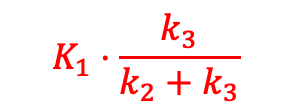 K₁ · k₃ / (k₂ + k₃)